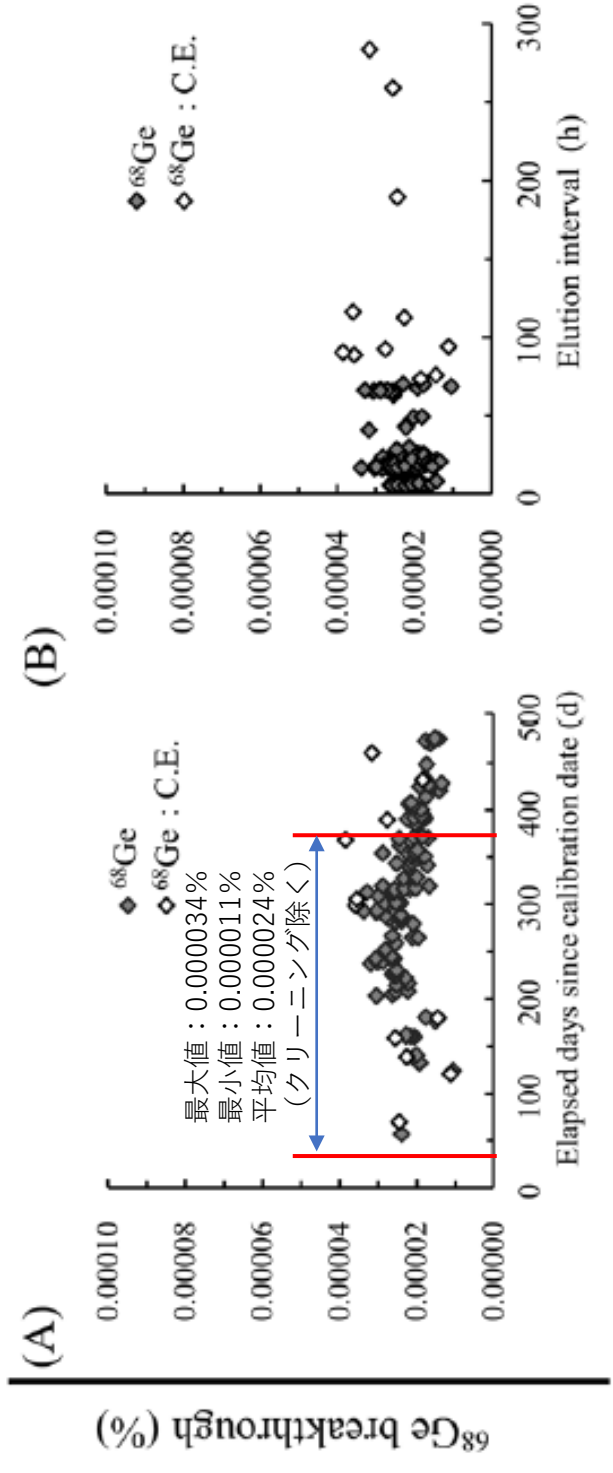 ⁶⁸Ge breakthrough (%)
(A)
0.00010
0.00008
0.00006
0.00004
0.00002
0.00000
0
100
200
300
400
500
Elapsed days since calibration date (d)
⁶⁸Ge
⁶⁸Ge : C.E.
最大値：0.000034%
最小値：0.000011%
平均値：0.000024%
（クリーニング除く）
(B)
0.00010
0.00008
0.00006
0.00004
0.00002
0.00000
0
100
200
300
Elution interval (h)
⁶⁸Ge
⁶⁸Ge : C.E.